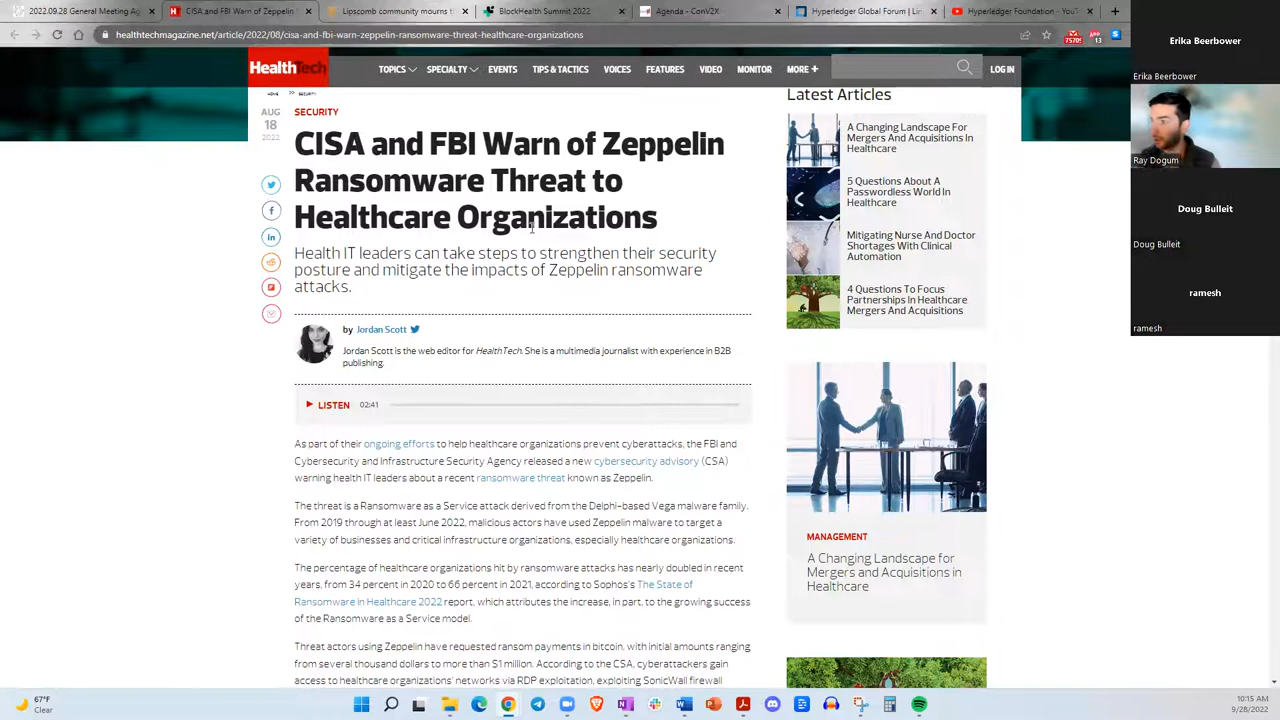 2022.09.28 General Meeting Ag
CISA and FBI Warn of Zeppelin
Lipscomb community mourns th
BlockHealth Summit 2022
Agenda - ConV2X
Hyperledger Global Forum | Lin
Hyperledger Foundation - YouT
healthtechmagazine.net/article/2022/08/cisa-and-fbi-warn-zeppelin-ransomware-threat-healthcare-organizations
HealthTech
TOPICS
SPECIALTY
EVENTS
TIPS & TACTICS
VOICES
FEATURES
VIDEO
MONITOR
MORE +
LOG IN
HOME >> SECURITY
AUG
18
2022
SECURITY
CISA and FBI Warn of Zeppelin
Ransomware Threat to
Healthcare Organizations
Health IT leaders can take steps to strengthen their security
posture and mitigate the impacts of Zeppelin ransomware
attacks.
by Jordan Scott
Jordan Scott is the web editor for HealthTech. She is a multimedia journalist with experience in B2B
publishing.
LISTEN 02:41
As part of their ongoing efforts to help healthcare organizations prevent cyberattacks, the FBI and
Cybersecurity and Infrastructure Security Agency released a new cybersecurity advisory (CSA)
warning health IT leaders about a recent ransomware threat known as Zeppelin.
The threat is a Ransomware as a Service attack derived from the Delphi-based Vega malware family.
From 2019 through at least June 2022, malicious actors have used Zeppelin malware to target a
variety of businesses and critical infrastructure organizations, especially healthcare organizations.
The percentage of healthcare organizations hit by ransomware attacks has nearly doubled in recent
years, from 34 percent in 2020 to 66 percent in 2021, according to Sophos's The State of
Ransomware in Healthcare 2022 report, which attributes the increase, in part, to the growing success
of the Ransomware as a Service model.
Threat actors using Zeppelin have requested ransom payments in bitcoin, with initial amounts ranging
from several thousand dollars to more than $1 million. According to the CSA, cyberattackers gain
access to healthcare organizations' networks via RDP exploitation, exploiting SonicWall firewall
Latest Articles
A Changing Landscape For
Mergers And Acquisitions In
Healthcare
5 Questions About A
Passwordless World In
Healthcare
Mitigating Nurse And Doctor
Shortages With Clinical
Automation
4 Questions To Focus
Partnerships In Healthcare
Mergers And Acquisitions
MANAGEMENT
A Changing Landscape for
Mergers and Acquisitions in
Healthcare
Erika Beerbower
Erika Beerbower
Ray Dogum
Doug Bulleit
Doug Bulleit
ramesh
ramesh
67°F
Clear
10:15 AM
9/28/2022